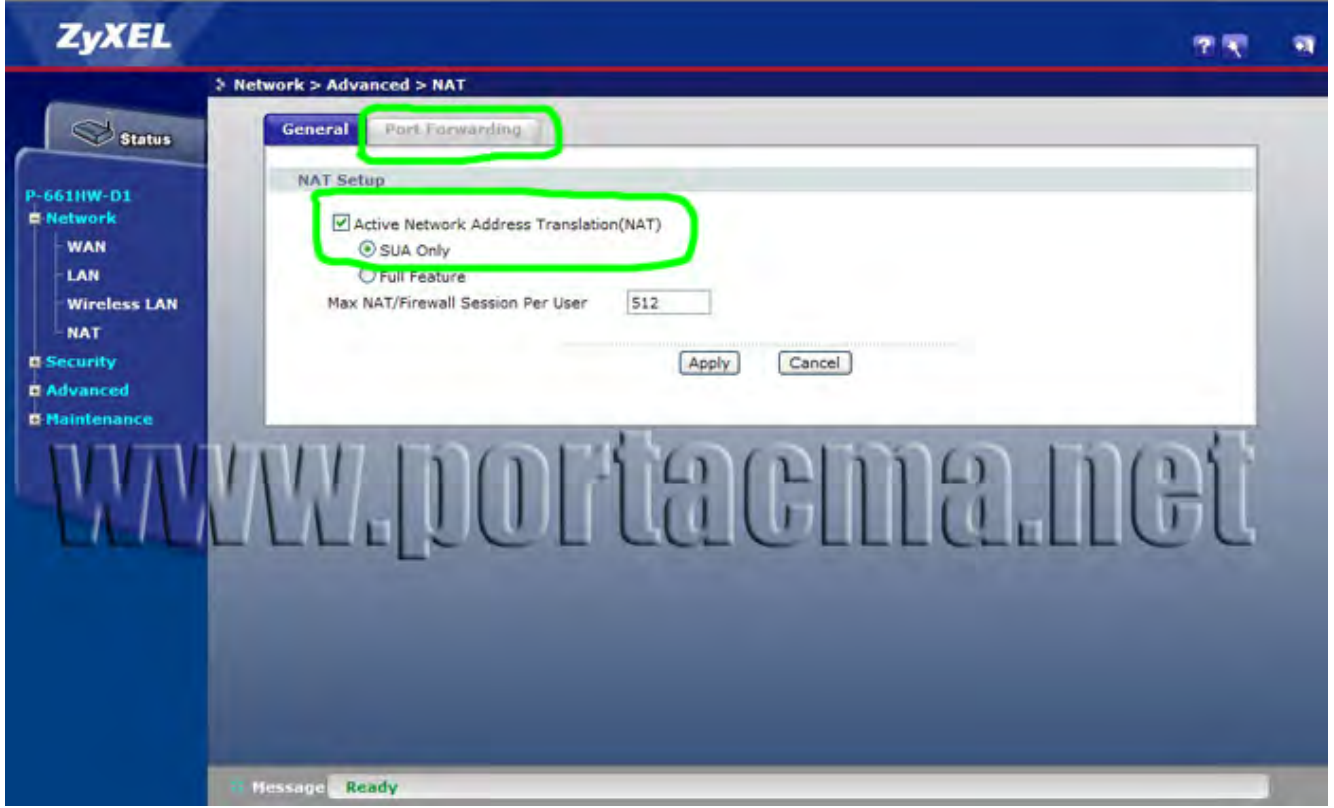 ZyXEL
?
Network > Advanced > NAT
Status
General Port Forwarding
NAT Setup
P-661HW-D1
Network
Active Network Address Translation(NAT)
WAN
SUA Only
LAN
Full Feature
Wireless LAN
Max NAT/Firewall Session Per User 512
NAT
Security
Apply Cancel
Advanced
Maintenance
www.portacma.net
Message Ready